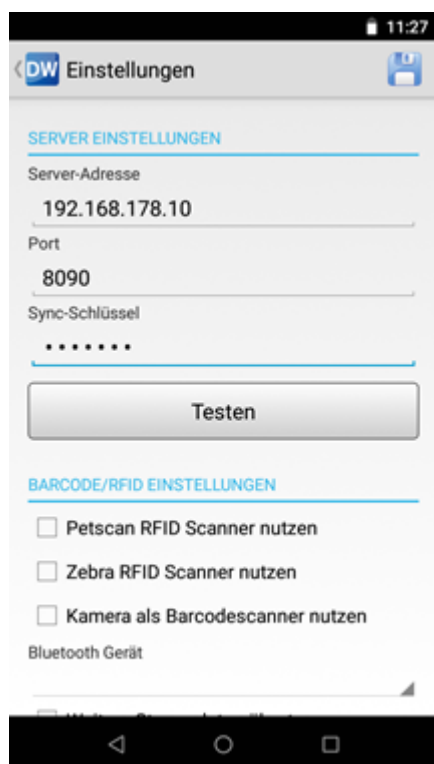 11:27
DW Einstellungen
SERVER EINSTELLUNGEN
Server-Adresse
192.168.178.10
Port
8090
Sync-Schlüssel
•••••••
Testen
BARCODE/RFID EINSTELLUNGEN
Petscan RFID Scanner nutzen
Zebra RFID Scanner nutzen
Kamera als Barcodescanner nutzen
Bluetooth Gerät